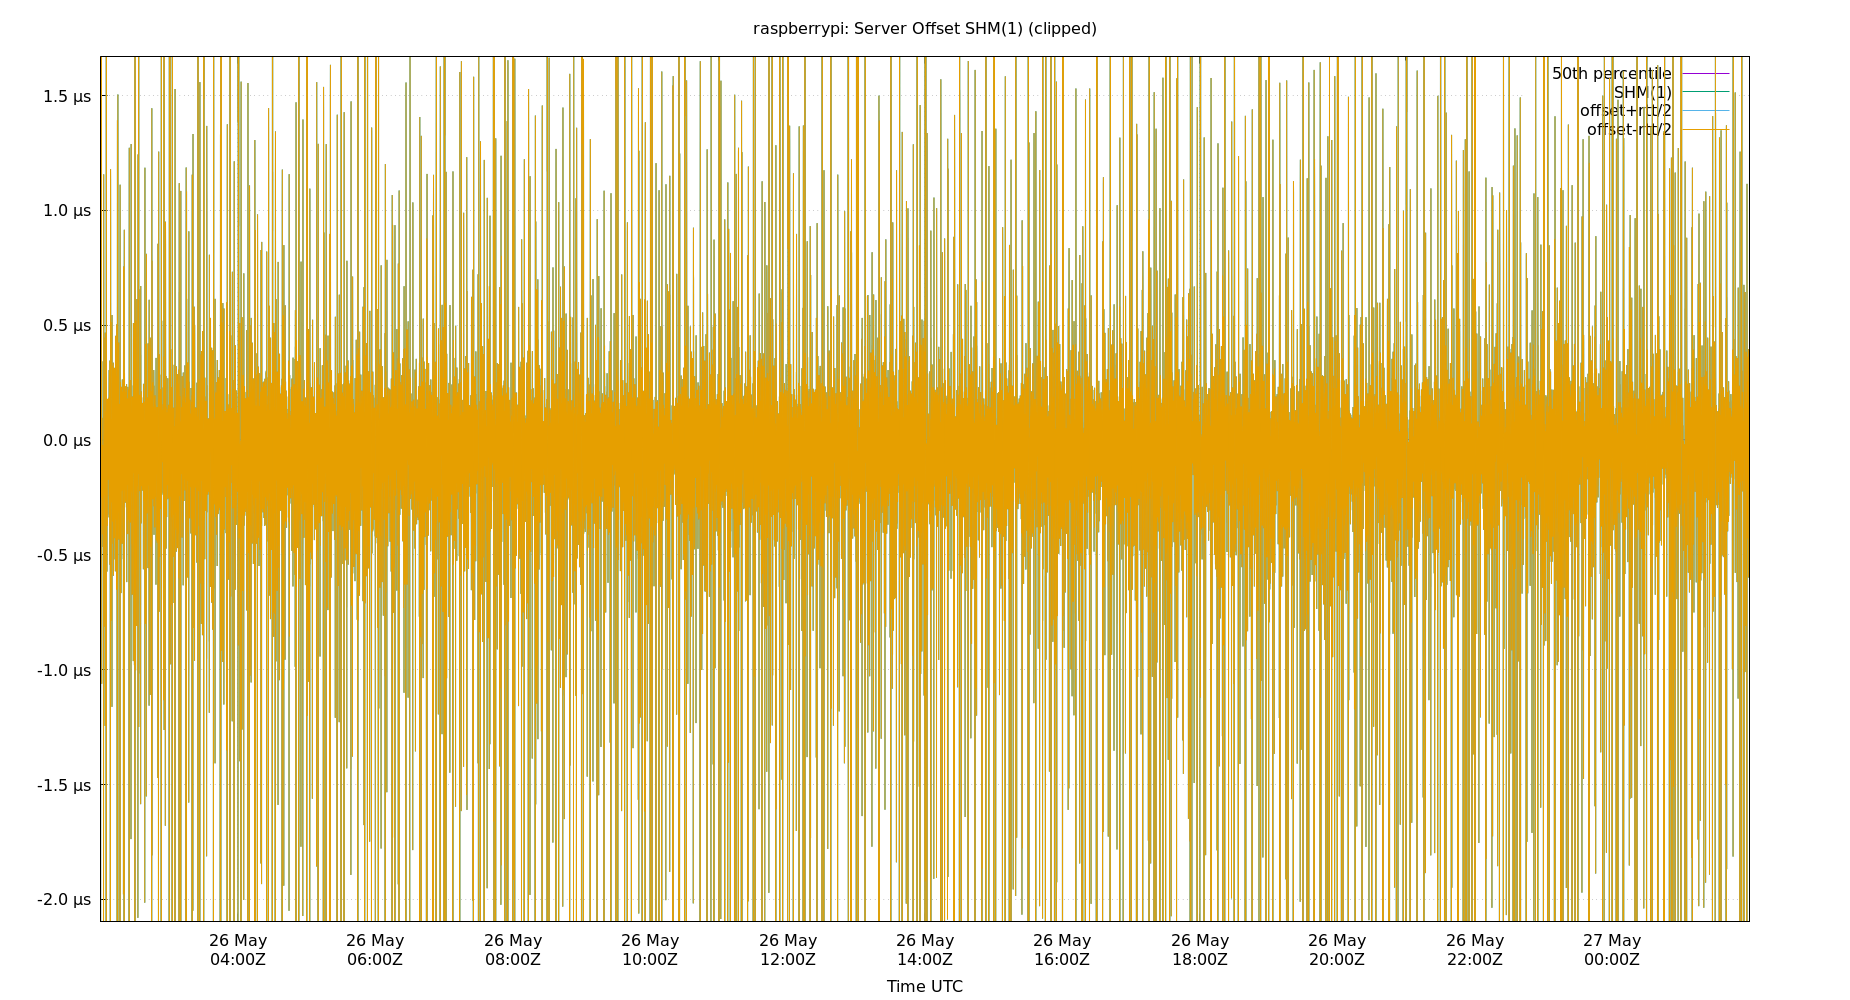 raspberrypi: Server Offset SHM(1) (clipped)
50th percentile
SHM(1)
offset+rtt/2
offset-rtt/2
1.5 μs
1.0 μs
0.5 μs
0.0 μs
-0.5 μs
-1.0 μs
-1.5 μs
-2.0 μs
26 May 26 May 26 May 26 May 26 May 26 May 26 May 26 May 26 May 26 May 27 May
04:00Z 06:00Z 08:00Z 10:00Z 12:00Z 14:00Z 16:00Z 18:00Z 20:00Z 22:00Z 00:00Z
Time UTC